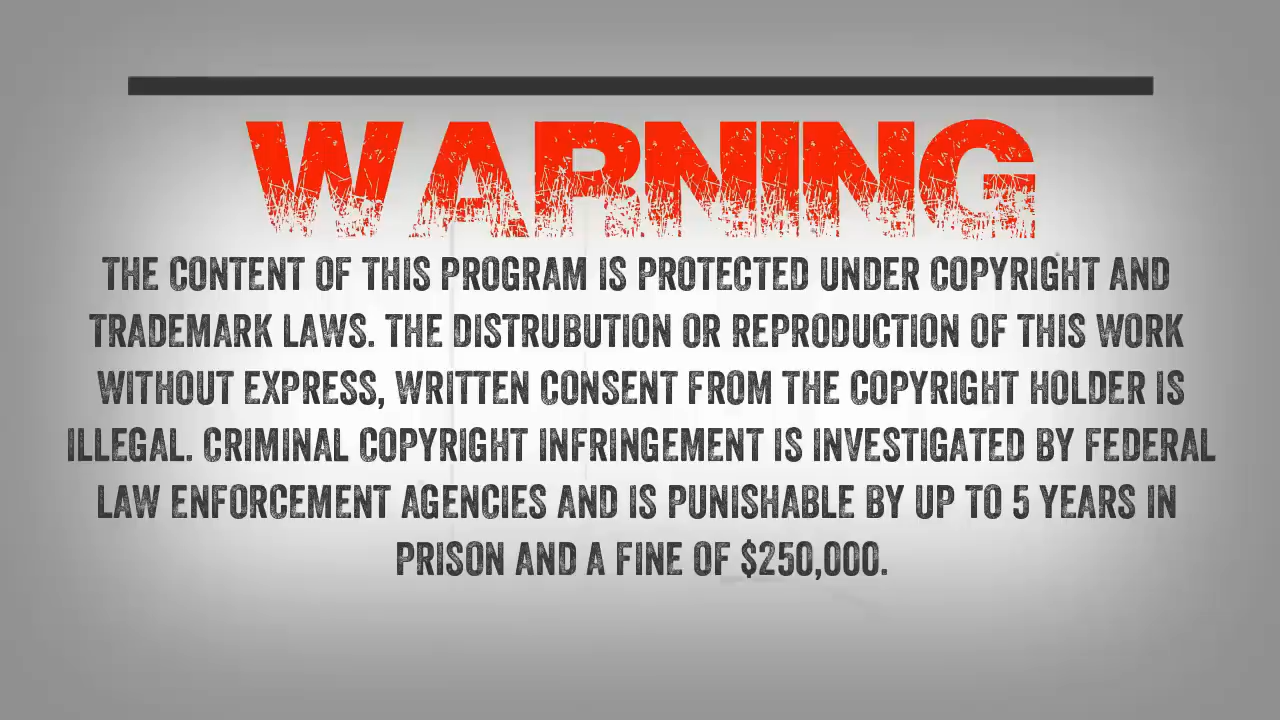 WARNING
THE CONTENT OF THIS PROGRAM IS PROTECTED UNDER COPYRIGHT AND
TRADEMARK LAWS. THE DISTRUBUTION OR REPRODUCTION OF THIS WORK
WITHOUT EXPRESS, WRITTEN CONSENT FROM THE COPYRIGHT HOLDER IS
ILLEGAL. CRIMINAL COPYRIGHT INFRINGEMENT IS INVESTIGATED BY FEDERAL
LAW ENFORCEMENT AGENCIES AND IS PUNISHABLE BY UP TO 5 YEARS IN
PRISON AND A FINE OF $250,000.